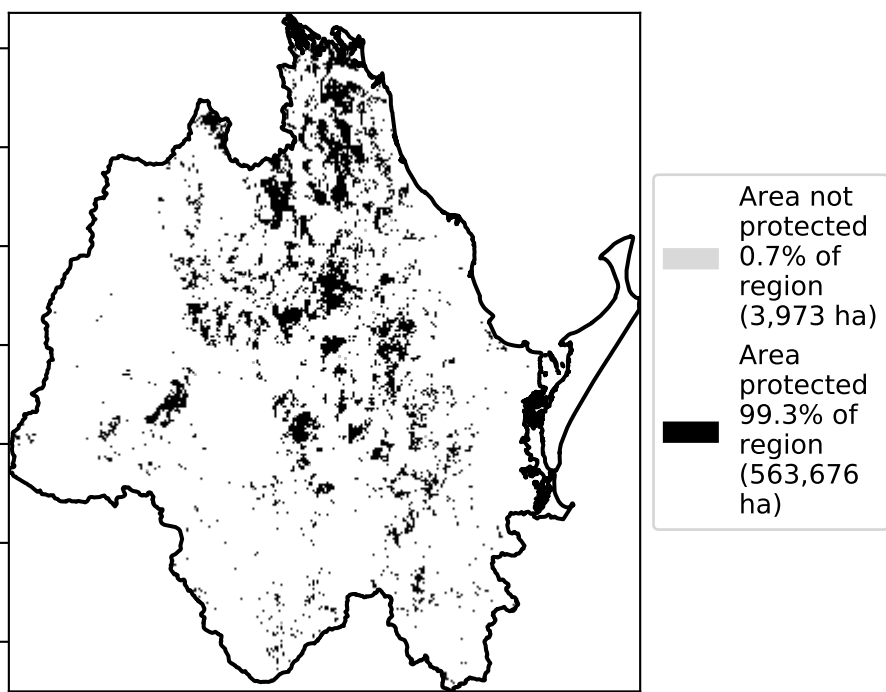 Area not
protected
0.7% of
region
(3,973 ha)
Area
protected
99.3% of
region
(563,676
ha)